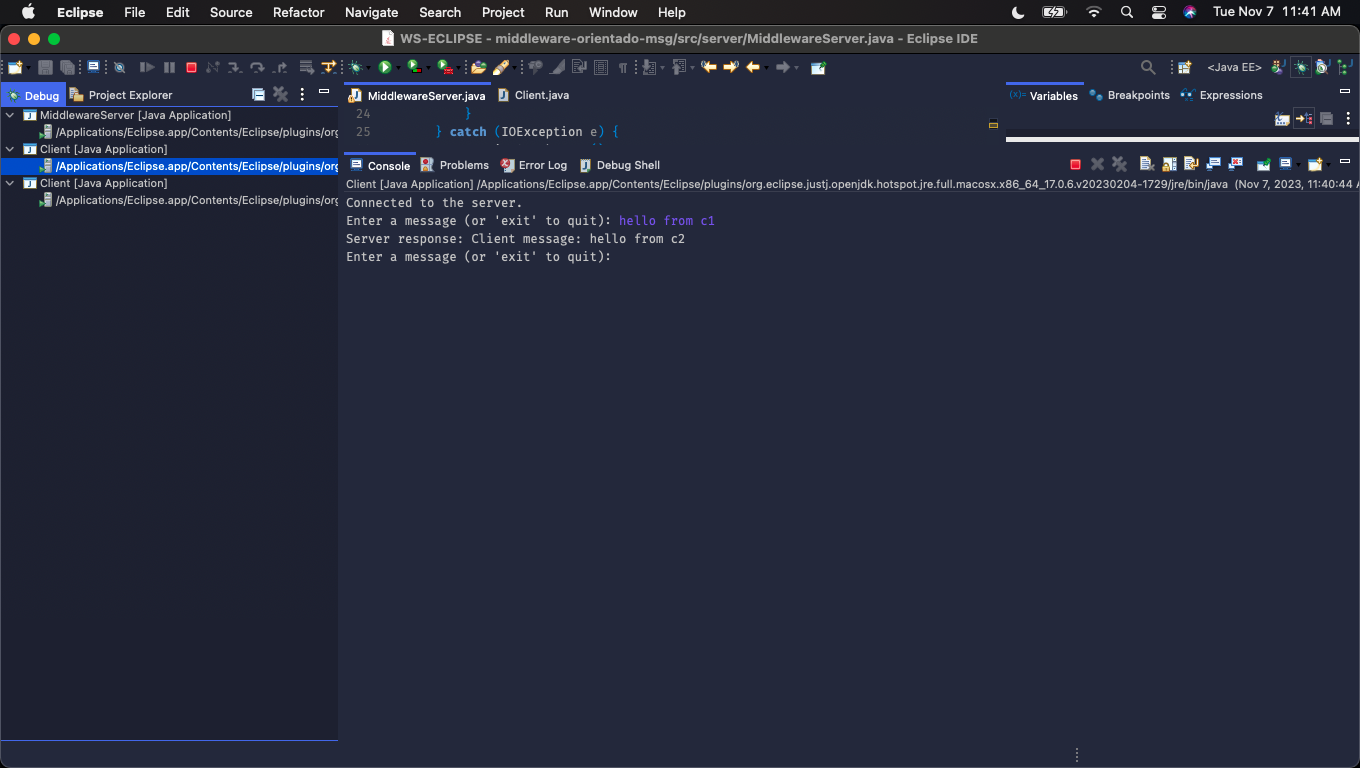 Eclipse File Edit Source Refactor Navigate Search Project Run Window Help Tue Nov 7 11:41 AM
WS-ECLIPSE - middleware-orientado-msg/src/server/MiddlewareServer.java - Eclipse IDE
<Java EE>
Debug Project Explorer
MiddlewareServer.java Client.java
Variables Breakpoints Expressions
MiddlewareServer [Java Application]
/Applications/Eclipse.app/Contents/Eclipse/plugins/org
Client [Java Application]
/Applications/Eclipse.app/Contents/Eclipse/plugins/org
Client [Java Application]
/Applications/Eclipse.app/Contents/Eclipse/plugins/org
24 }
25 } catch (IOException e) {
Console Problems Error Log Debug Shell
Client [Java Application] /Applications/Eclipse.app/Contents/Eclipse/plugins/org.eclipse.justj.openjdk.hotspot.jre.full.macosx.x86_64_17.0.6.v20230204-1729/jre/bin/java (Nov 7, 2023, 11:40:44 A
Connected to the server.
Enter a message (or 'exit' to quit): hello from c1
Server response: Client message: hello from c2
Enter a message (or 'exit' to quit):